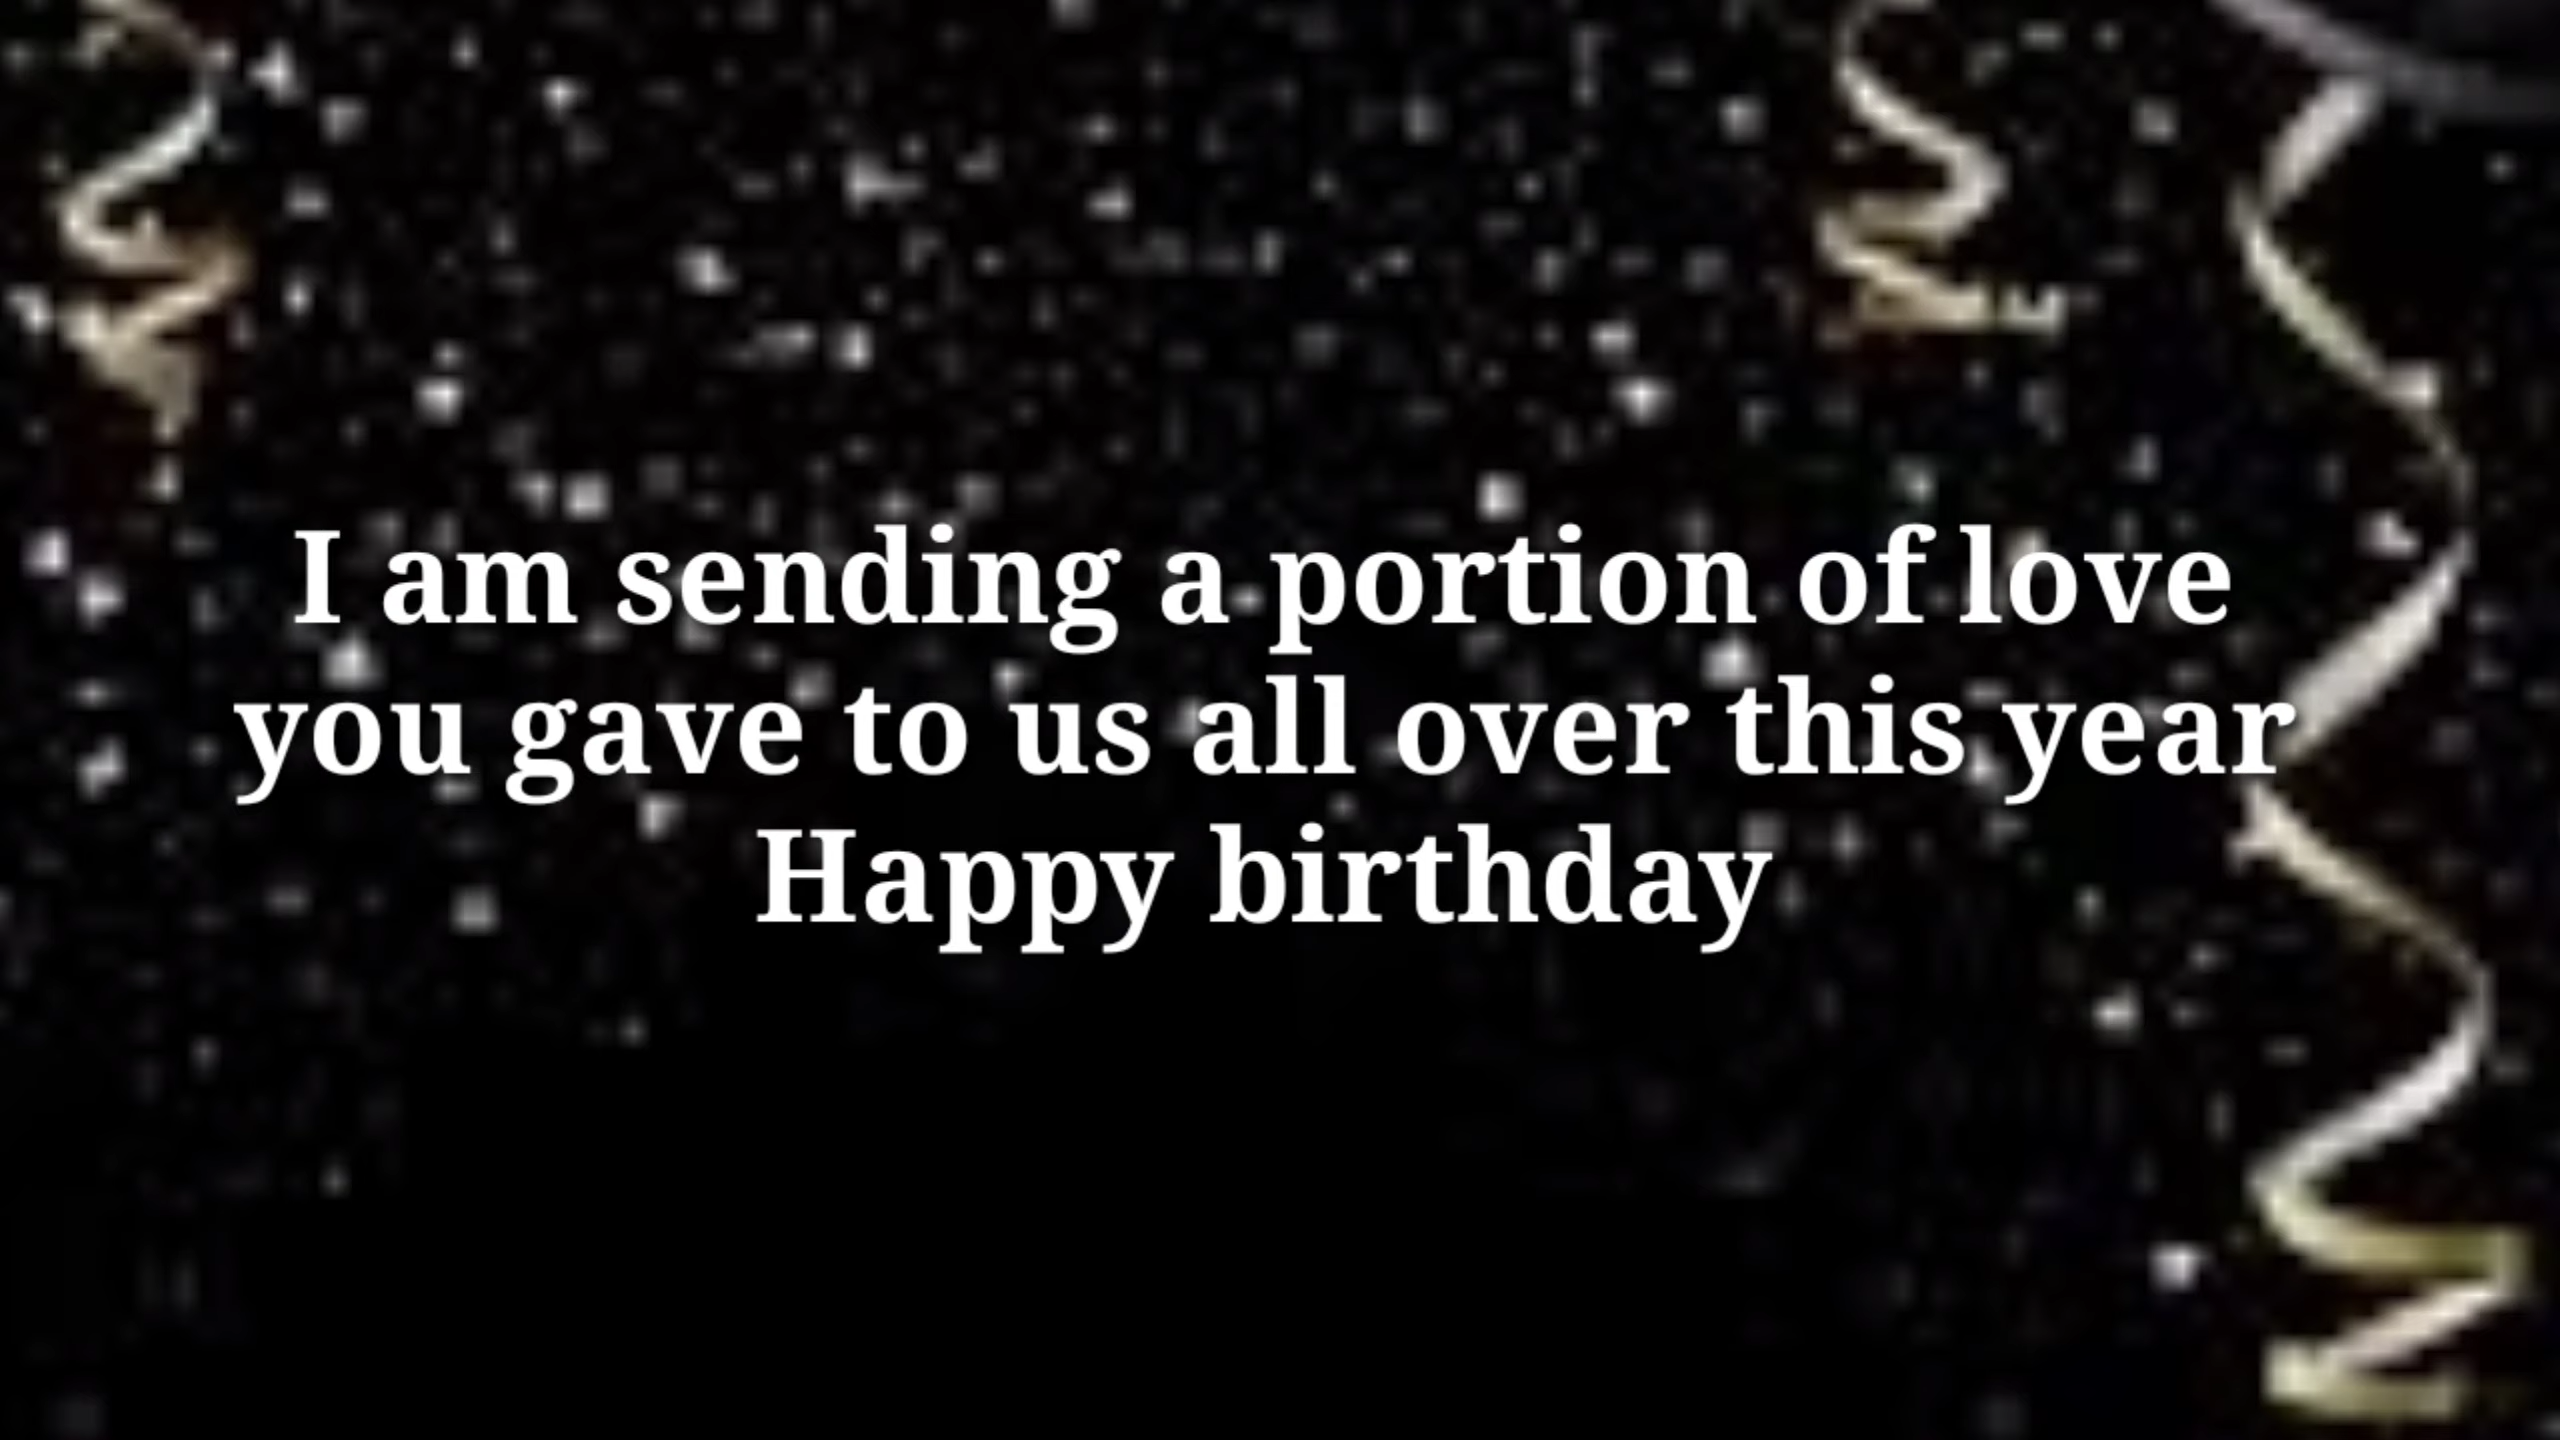 I am sending a portion of love
you gave to us all over this year
Happy birthday